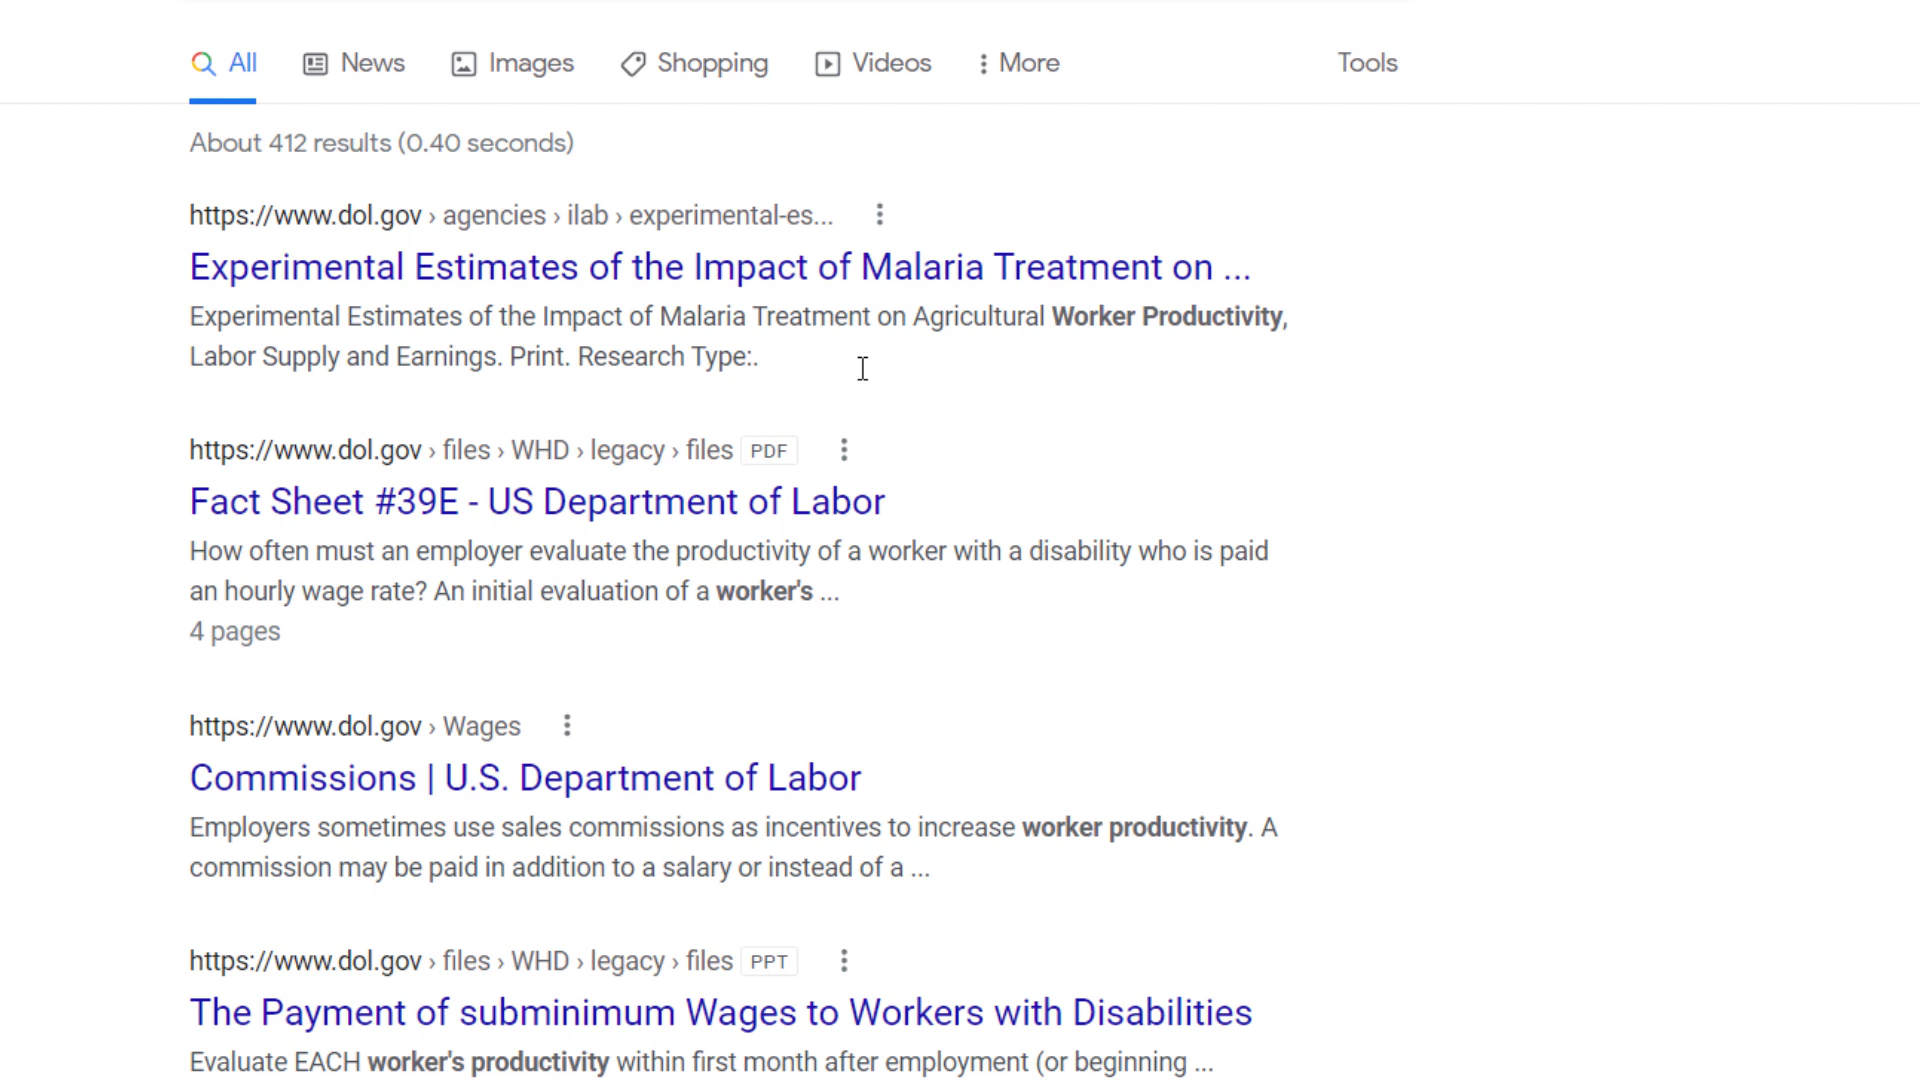 All News Images Shopping Videos More Tools
About 412 results (0.40 seconds)
https://www.dol.gov › agencies › ilab › experimental-es...
Experimental Estimates of the Impact of Malaria Treatment on ...
Experimental Estimates of the Impact of Malaria Treatment on Agricultural Worker Productivity,
Labor Supply and Earnings. Print. Research Type:.
https://www.dol.gov › files › WHD › legacy › files PDF
Fact Sheet #39E - US Department of Labor
How often must an employer evaluate the productivity of a worker with a disability who is paid
an hourly wage rate? An initial evaluation of a worker's ...
4 pages
https://www.dol.gov › Wages
Commissions | U.S. Department of Labor
Employers sometimes use sales commissions as incentives to increase worker productivity. A
commission may be paid in addition to a salary or instead of a ...
https://www.dol.gov › files › WHD › legacy › files PPT
The Payment of subminimum Wages to Workers with Disabilities
Evaluate EACH worker's productivity within first month after employment (or beginning ...